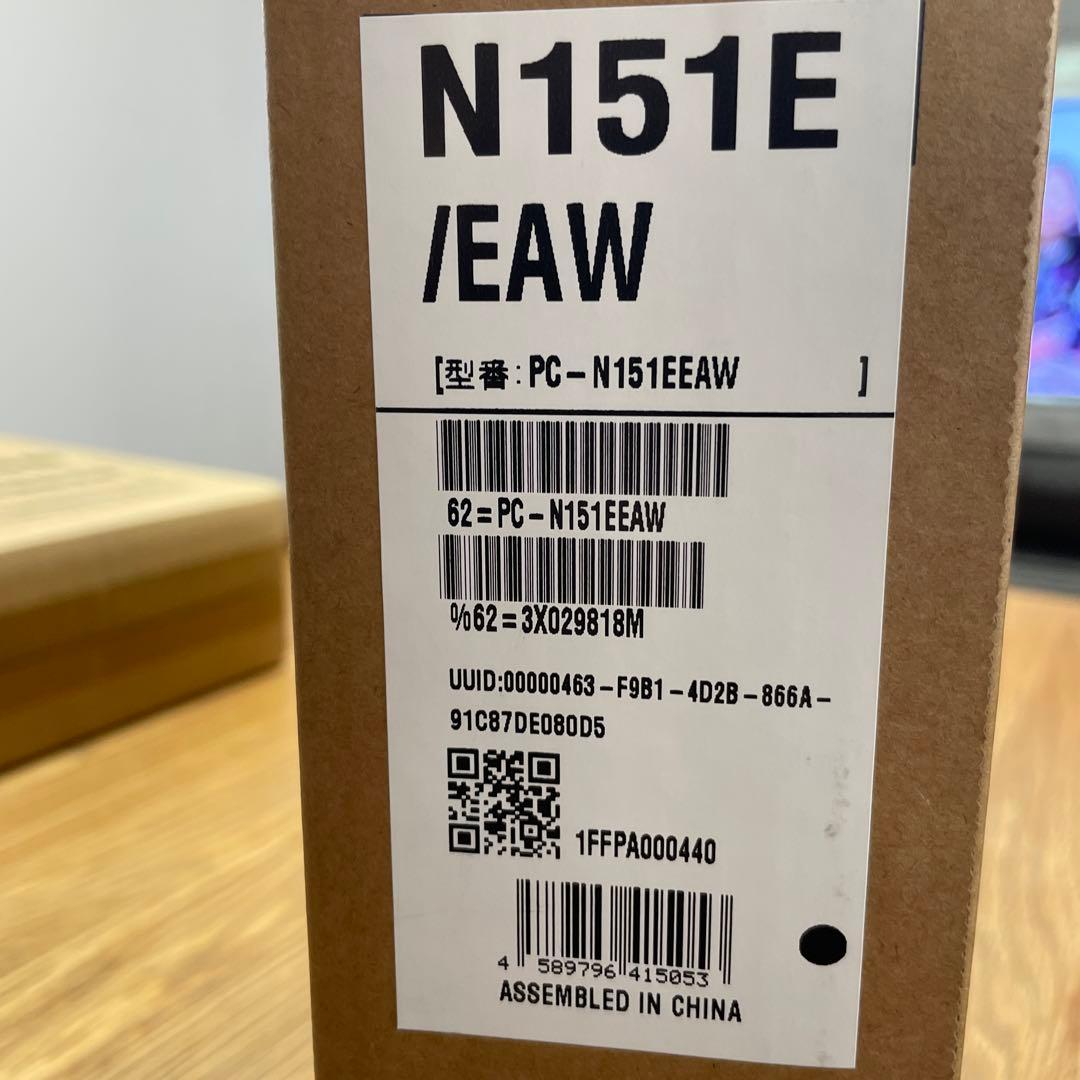 N151E
/EAW
[型番:PC-N151EEAW ]
62=PC-N151EEAW
%62=3X029818M
UUID:00000463-F9B1-4D2B-866A-
91C87DE080D5
1FFPA000440
4 589796 415053
ASSEMBLED IN CHINA